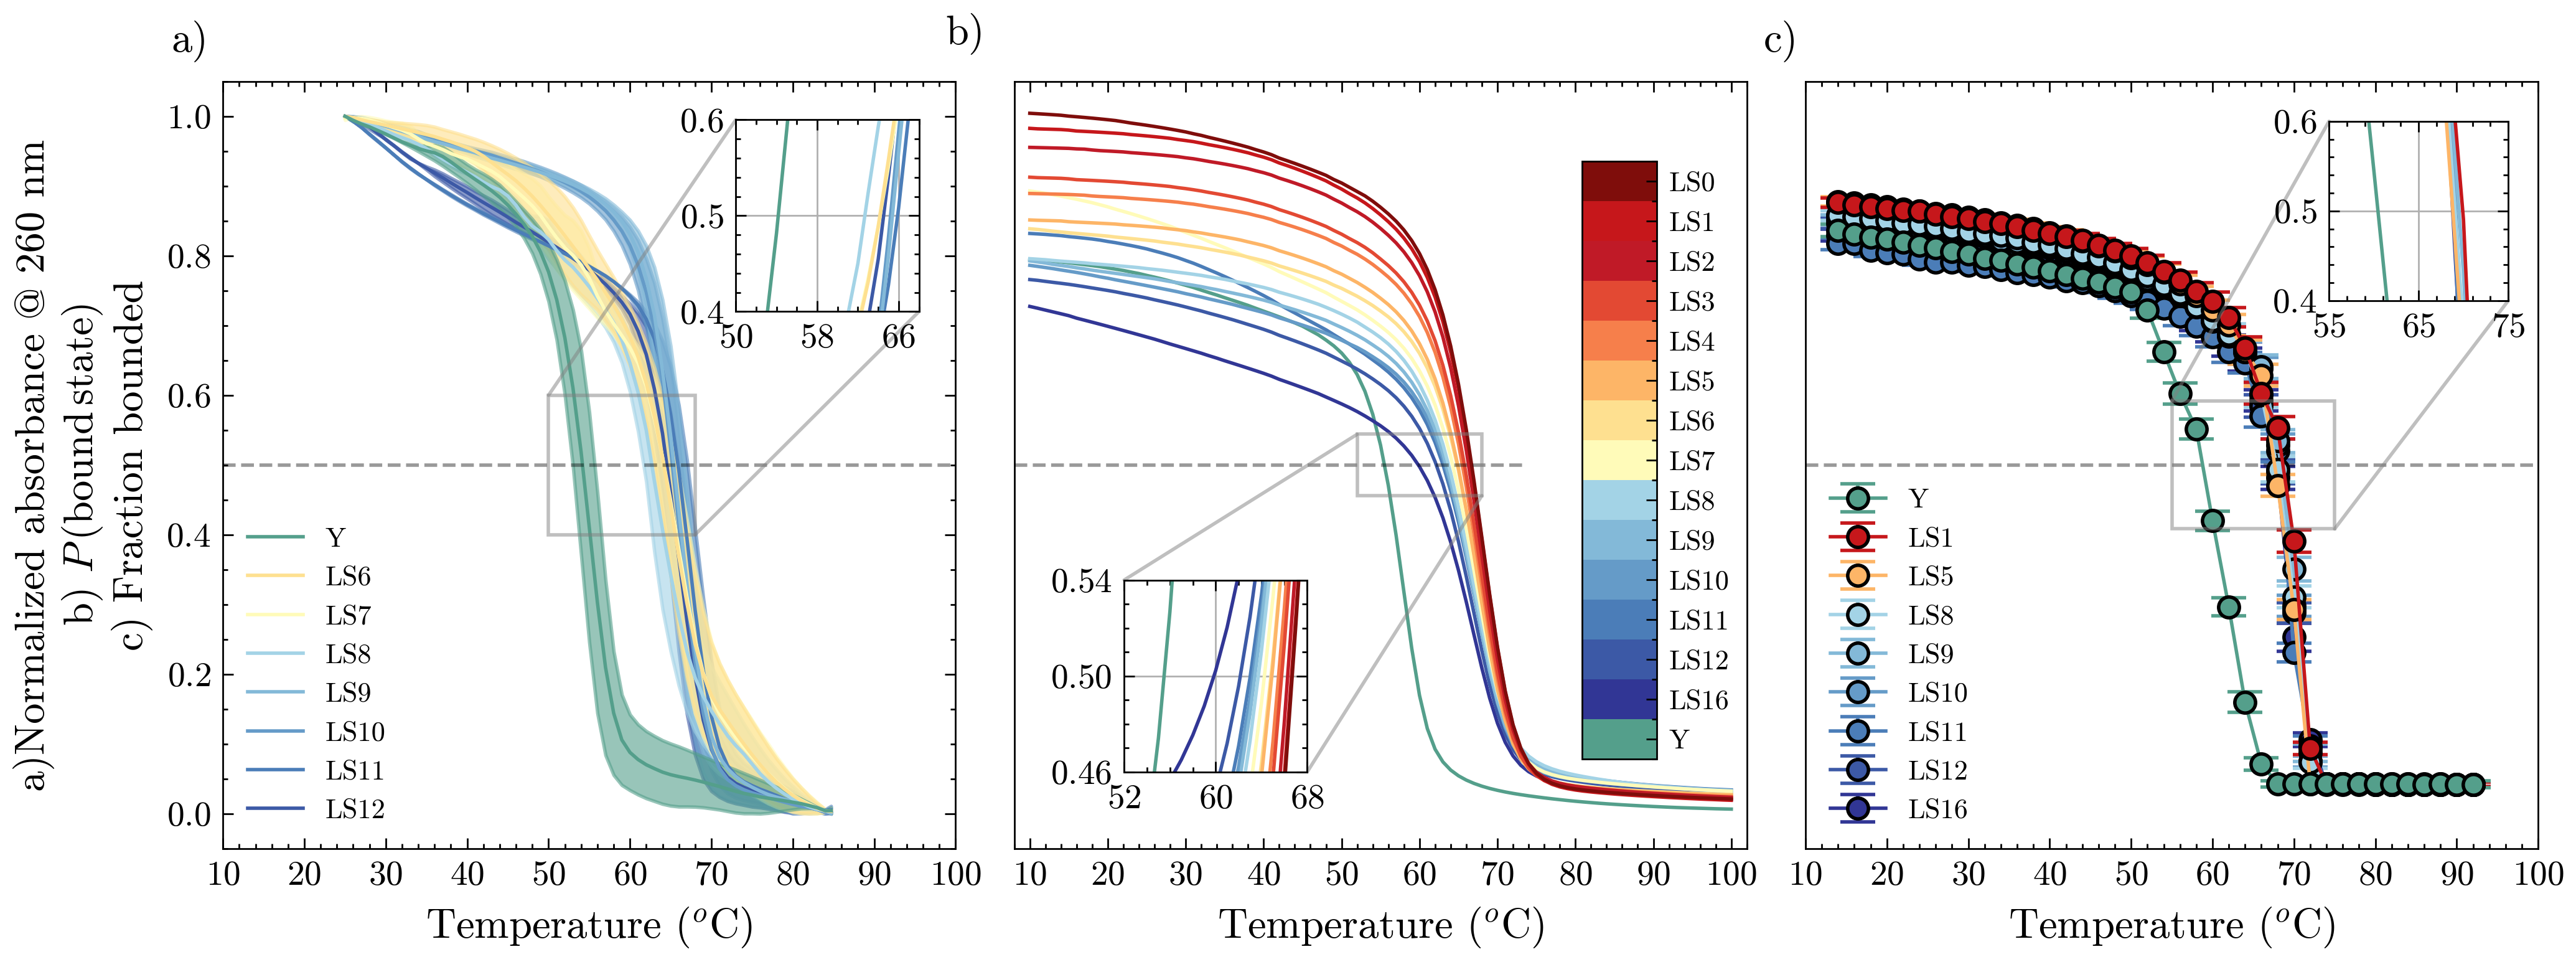 a)
b)
c)
a)Normalized absorbance @ 260 nm
b) P(bound state)
c) Fraction bounded
1.0
0.8
0.6
0.4
0.2
0.0
0.6
0.5
0.4
50 58 66
Y
LS6
LS7
LS8
LS9
LS10
LS11
LS12
10 20 30 40 50 60 70 80 90 100
Temperature (°C)
LS0
LS1
LS2
LS3
LS4
LS5
LS6
LS7
LS8
LS9
LS10
LS11
LS12
LS16
Y
0.54
0.50
0.46
52 60 68
10 20 30 40 50 60 70 80 90 100
Temperature (°C)
0.6
0.5
0.4
55 65 75
Y
LS1
LS5
LS8
LS9
LS10
LS11
LS12
LS16
10 20 30 40 50 60 70 80 90 100
Temperature (°C)